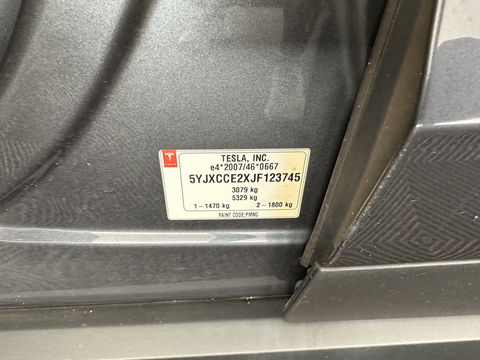 TESLA
TESLA, INC.
e4*2007/46*0667
5YJXCCE2XJF123745
3079 kg
5329 kg
1–1470 kg 2–1800 kg
PAINT CODE:PMNG